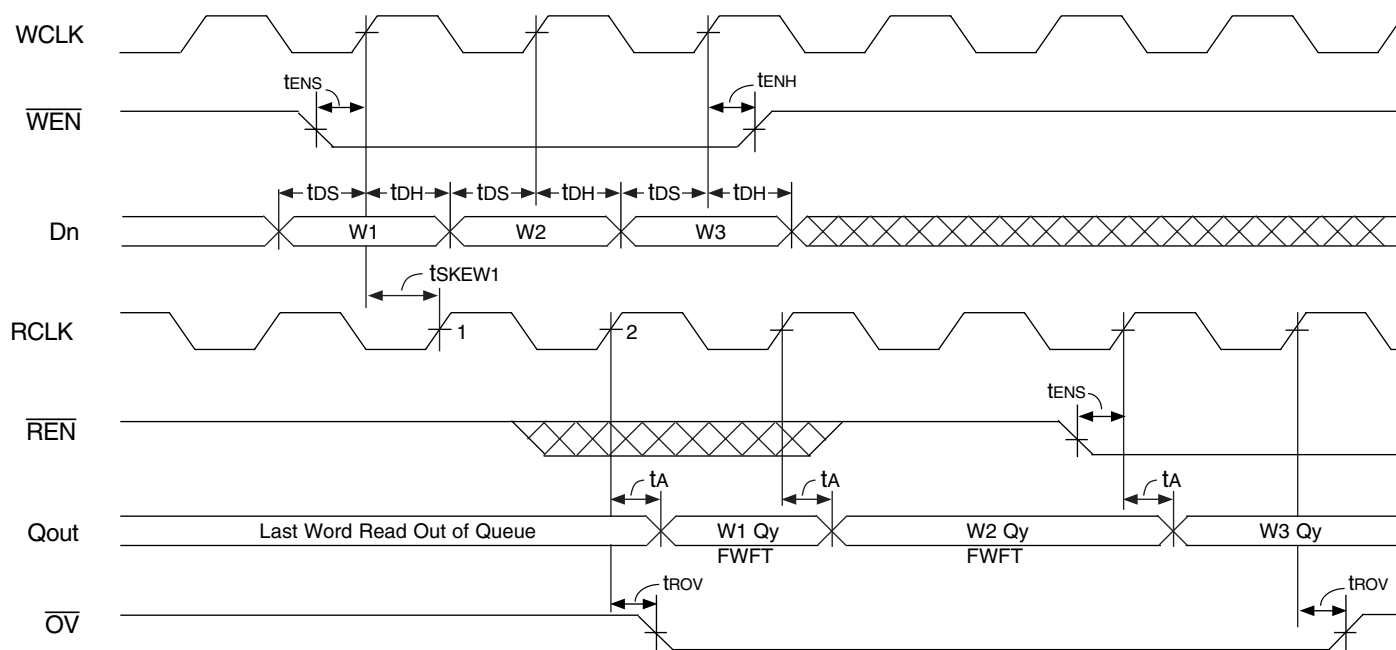 WCLK
tENS
tENH
WEN
tDS tDH tDS tDH tDS tDH
Dn W1 W2 W3
tSKEW1
RCLK 1 2
tENS
REN
tA tA tA
Qout Last Word Read Out of Queue W1 Qy W2 Qy W3 Qy
FWFT FWFT
tROV tROV
OV